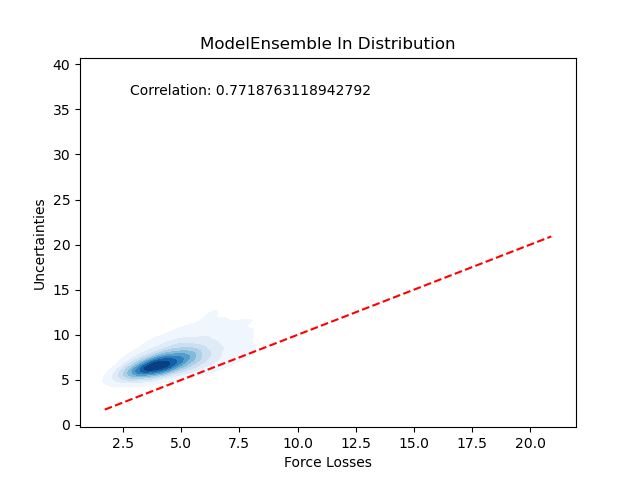 ModelEnsemble In Distribution
Correlation: 0.7718763118942792
40
35
30
25
20
15
10
5
0
Uncertainties
2.5 5.0 7.5 10.0 12.5 15.0 17.5 20.0
Force Losses